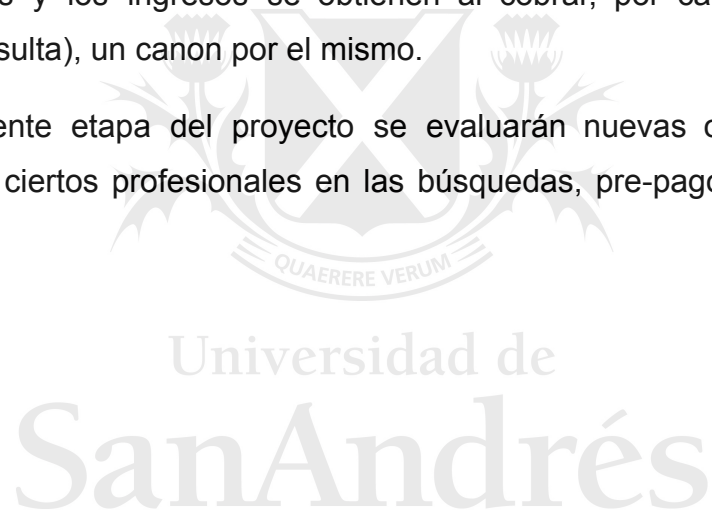 s y los ingresos se obtienen al cobrar, por ca
sulta), un canon por el mismo.
ente etapa del proyecto se evaluarán nuevas
ciertos profesionales en las búsquedas, pre-pago
QUAERERE VERUM
Universidad de
SanAndrés